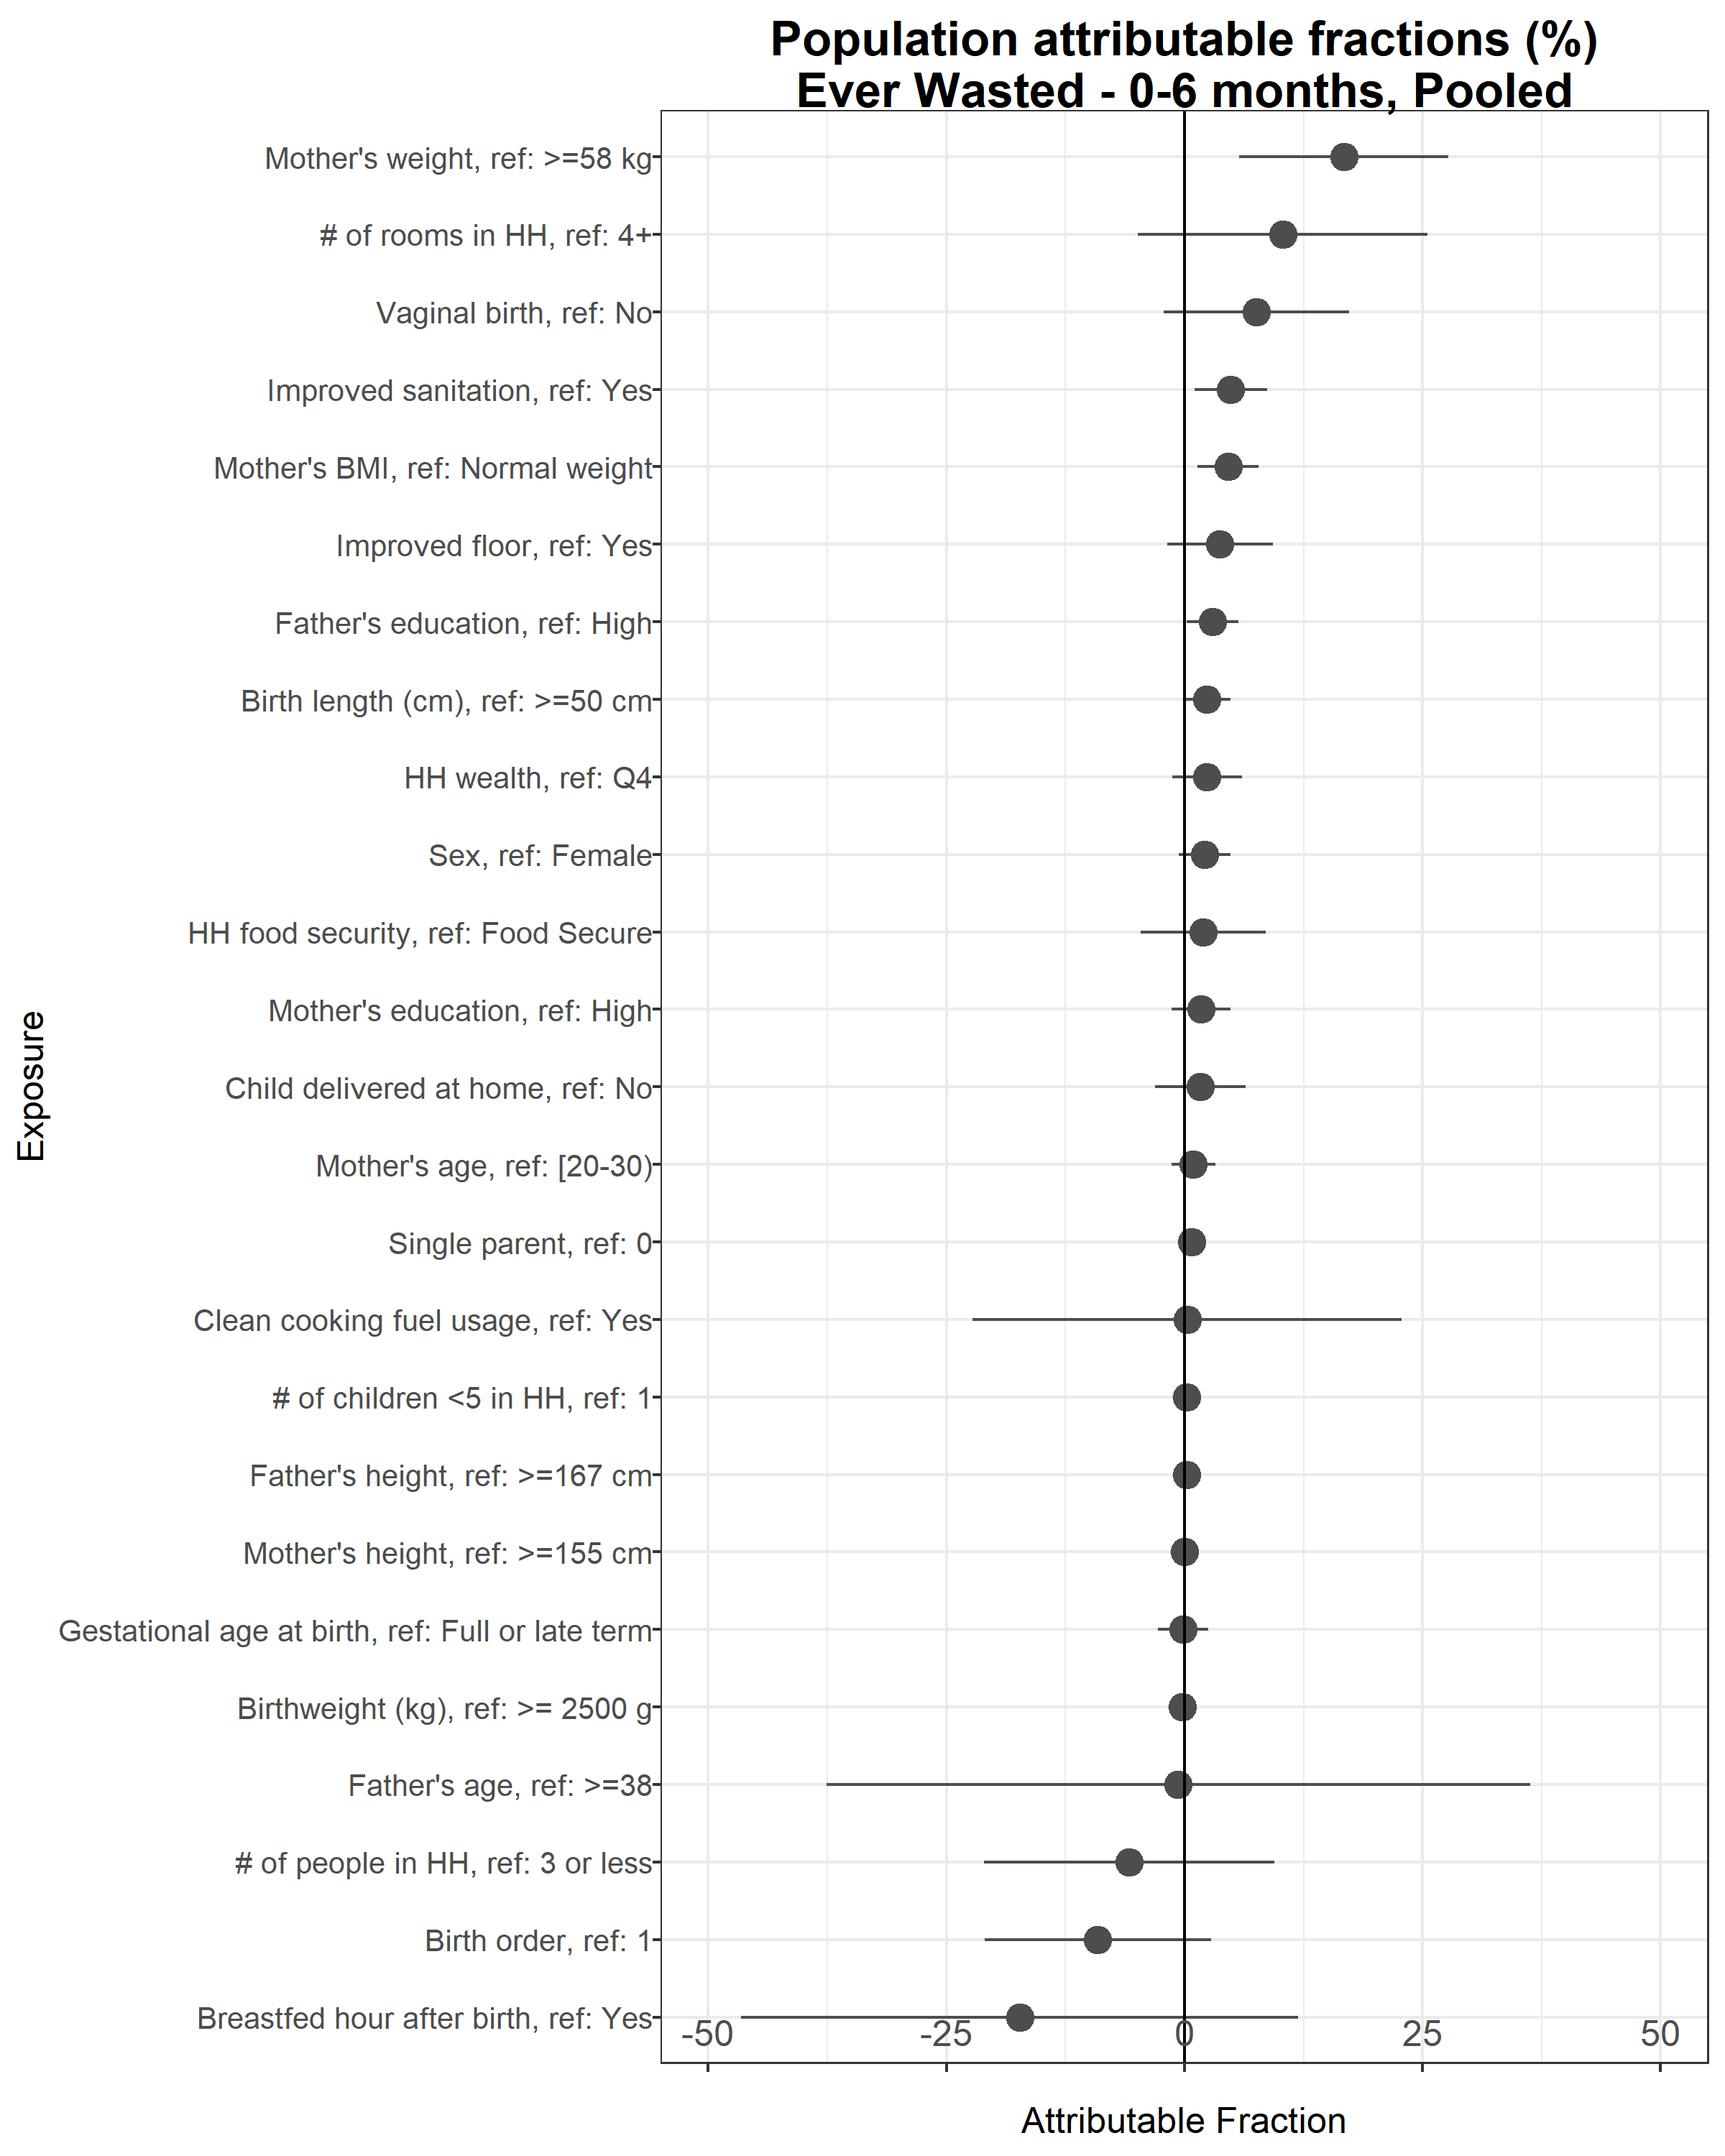 Population attributable fractions (%)
Ever Wasted - 0-6 months, Pooled
Mother's weight, ref: >=58 kg
# of rooms in HH, ref: 4+
Vaginal birth, ref: No
Improved sanitation, ref: Yes
Mother's BMI, ref: Normal weight
Improved floor, ref: Yes
Father's education, ref: High
Birth length (cm), ref: >=50 cm
HH wealth, ref: Q4
Sex, ref: Female
HH food security, ref: Food Secure
Mother's education, ref: High
Child delivered at home, ref: No
Mother's age, ref: [20-30)
Single parent, ref: 0
Clean cooking fuel usage, ref: Yes
# of children <5 in HH, ref: 1
Father's height, ref: >=167 cm
Mother's height, ref: >=155 cm
Gestational age at birth, ref: Full or late term
Birthweight (kg), ref: >= 2500 g
Father's age, ref: >=38
# of people in HH, ref: 3 or less
Birth order, ref: 1
Breastfed hour after birth, ref: Yes
Exposure
-50 -25 0 25 50
Attributable Fraction